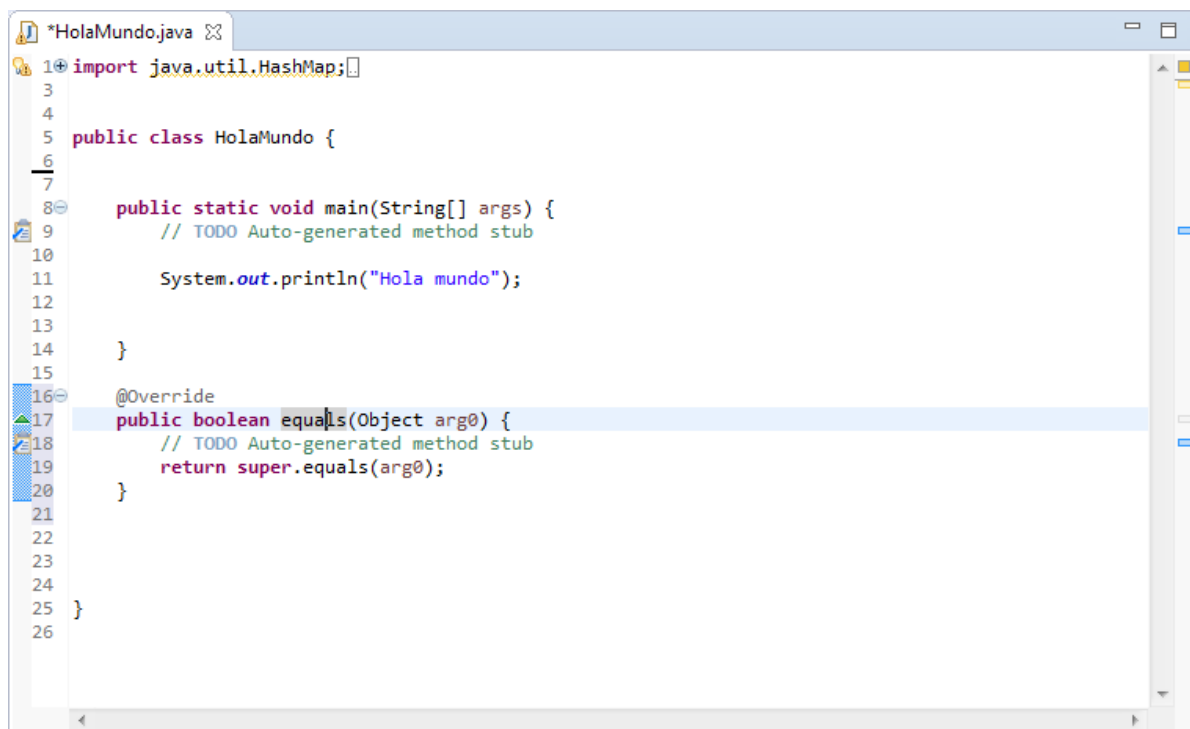 *HolaMundo.java
1 import java.util.HashMap;
3
4
5 public class HolaMundo {
6
7
8 public static void main(String[] args) {
9 // TODO Auto-generated method stub
10
11 System.out.println("Hola mundo");
12
13
14 }
15
16 @Override
17 public boolean equals(Object arg0) {
18 // TODO Auto-generated method stub
19 return super.equals(arg0);
20 }
21
22
23
24
25 }
26